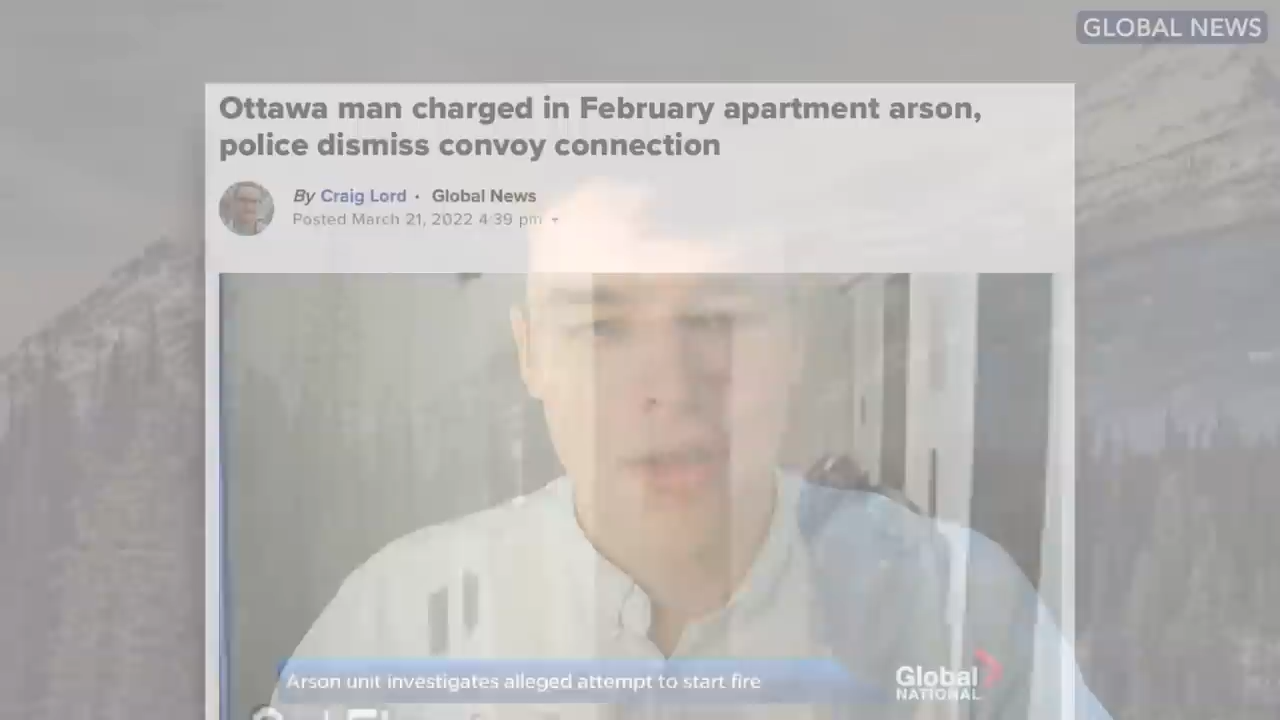 GLOBAL NEWS
Ottawa man charged in February apartment arson,
police dismiss convoy connection
By Craig Lord · Global News
Posted March 21, 2022 4:39 pm
Arson unit investigates alleged attempt to start fire
Global
NATIONAL